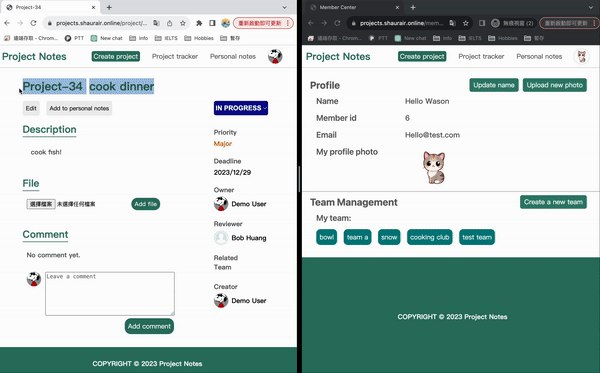 Project-34
projects.shaurair.online/project/...
重新啟動即可更新
遠端存取 - Chrom...
PTT
New chat
Info
IELTS
Hobbies
暫存
Project Notes
Create project
Project tracker
Personal notes
Project-34 cook dinner
Edit
Add to personal notes
IN PROGRESS
Description
cook fish!
File
選擇檔案 未選擇任何檔案
Add file
Comment
No comment yet.
Leave a comment
Add comment
Priority
Major
Deadline
2023/12/29
Owner
Demo User
Reviewer
Bob Huang
Related
Team
Creator
Demo User
COPYRIGHT © 2023 Project Notes
Member Center
projects.shaurair.online/mem...
無痕視窗 (2)
重新啟動即可更新
遠端存取 - Chrom...
PTT
New Chat
Info
IELTS
Hobbies
暫存
Project Notes
Create project
Project tracker
Personal notes
Profile
Update name
Upload new photo
Name
Hello Wason
Member id
6
Email
Hello@test.com
My profile photo
Team Management
Create a new team
My team:
bowl
team a
snow
cooking club
test team
COPYRIGHT © 2023 Project Notes